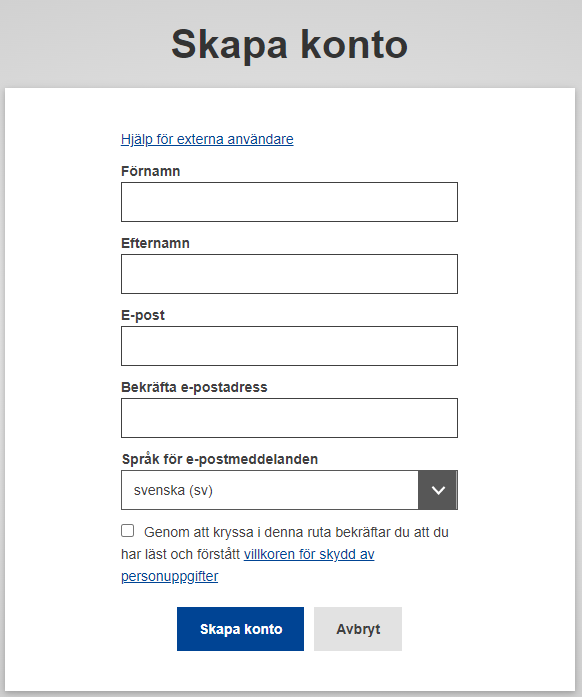 Skapa konto
Hjälp för externa användare
Förnamn
Efternamn
E-post
Bekräfta e-postadress
Språk för e-postmeddelanden
svenska (sv)
Genom att kryssa i denna ruta bekräftar du att du
har läst och förstått villkoren för skydd av
personuppgifter
Skapa konto Avbryt